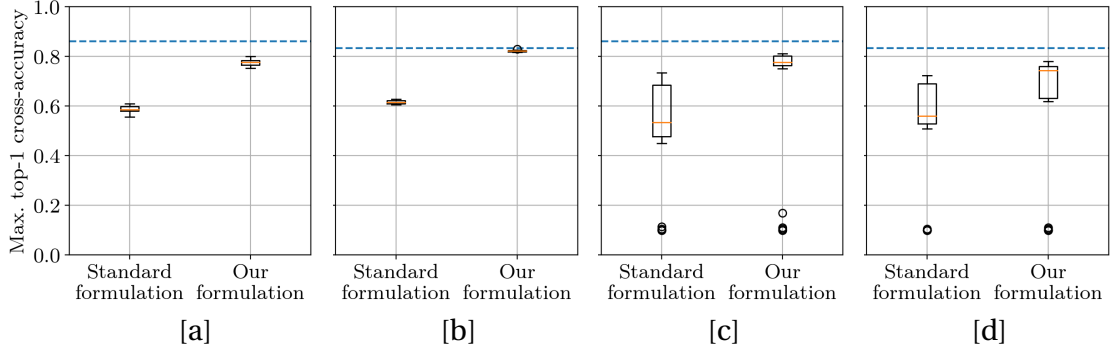 Max. top-1 cross-accuracy
1.0
0.8
0.6
0.4
0.2
0.0
Standard
formulation
Our
formulation
[a]
Standard
formulation
Our
formulation
[b]
Standard
formulation
Our
formulation
[c]
Standard
formulation
Our
formulation
[d]